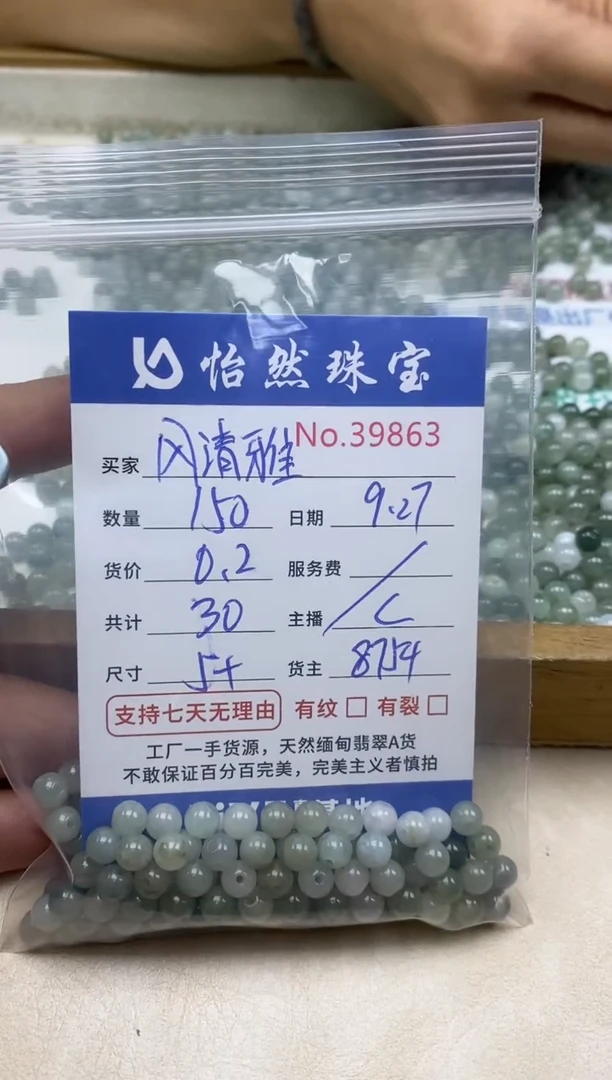 怡然珠宝
No.39863
买家 风清雅
数量 150 日期 9.27
货价 0.2 服务费 /
共计 30 主播 C
尺寸 5+ 货主 8754
支持七天无理由 有纹 □ 有裂 □
工厂一手货源，天然缅甸翡翠A货
不敢保证百分百完美，完美主义者慎拍